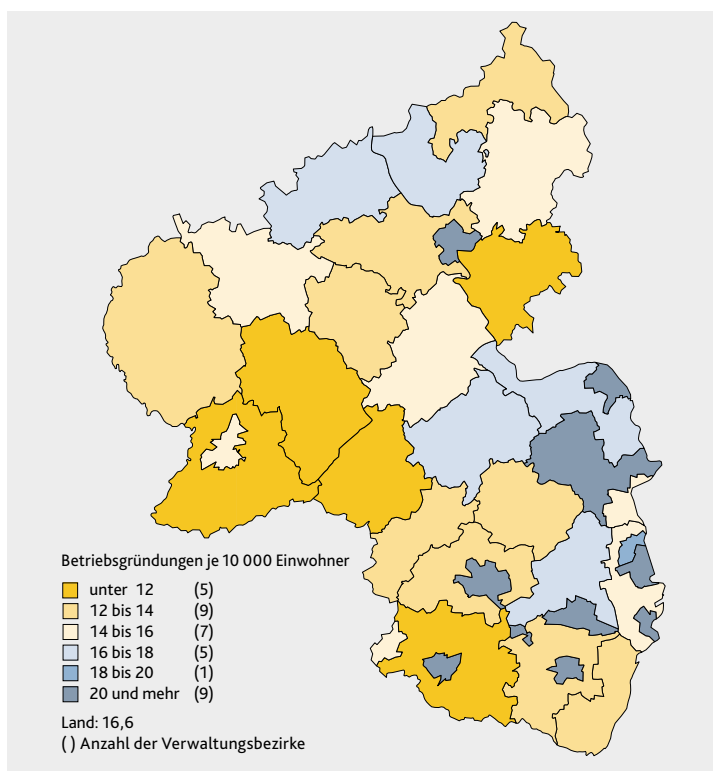 Betriebsgründungen je 10 000 Einwohner
unter 12 (5)
12 bis 14 (9)
14 bis 16 (7)
16 bis 18 (5)
18 bis 20 (1)
20 und mehr (9)
Land: 16,6
( ) Anzahl der Verwaltungsbezirke